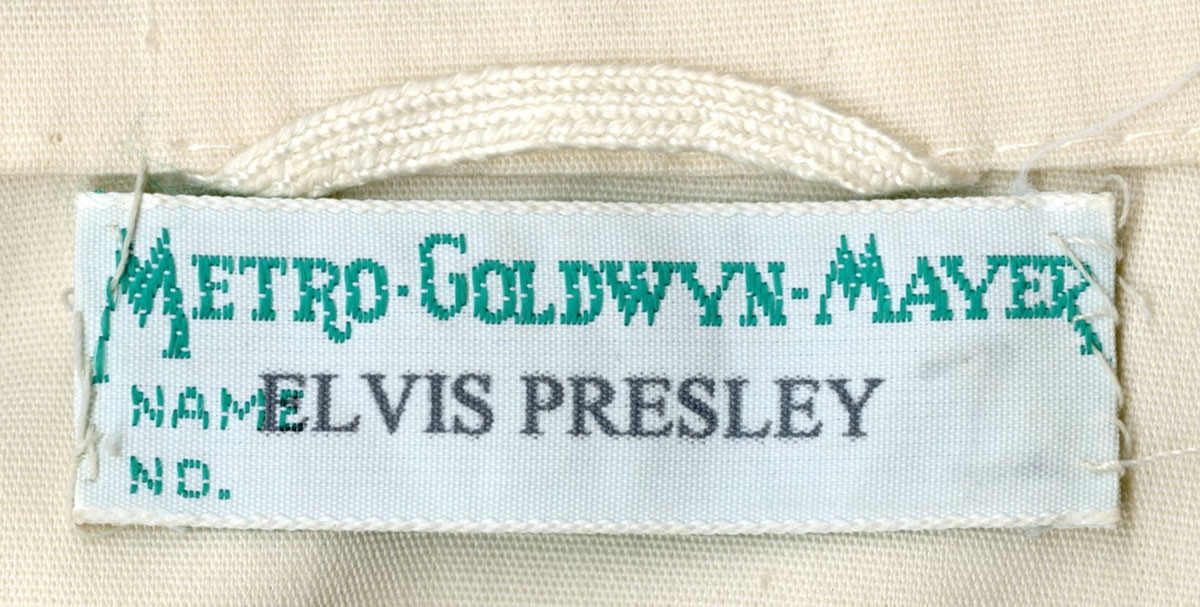 METRO-GOLDWYN-MAYER
NAME ELVIS PRESLEY
NO.